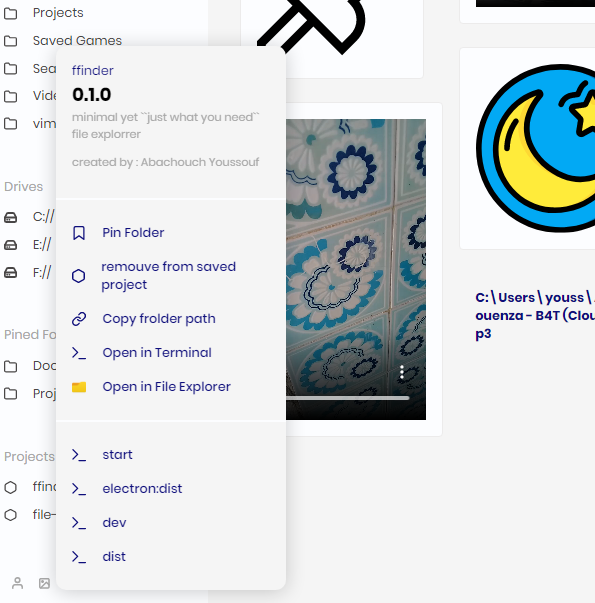 Projects
Saved Games
Sea
Vide
vim
Drives
C://
E://
F://
Pined Fo
Doc
Proj
Projects
ffind
file-
ffinder
0.1.0
minimal yet ``just what you need``
file explorrer
created by : Abachouch Youssouf
Pin Folder
remouve from saved
project
Copy frolder path
Open in Terminal
Open in File Explorer
start
electron:dist
dev
dist
C:\Users\youss\
ouenza - B4T (Clou
p3